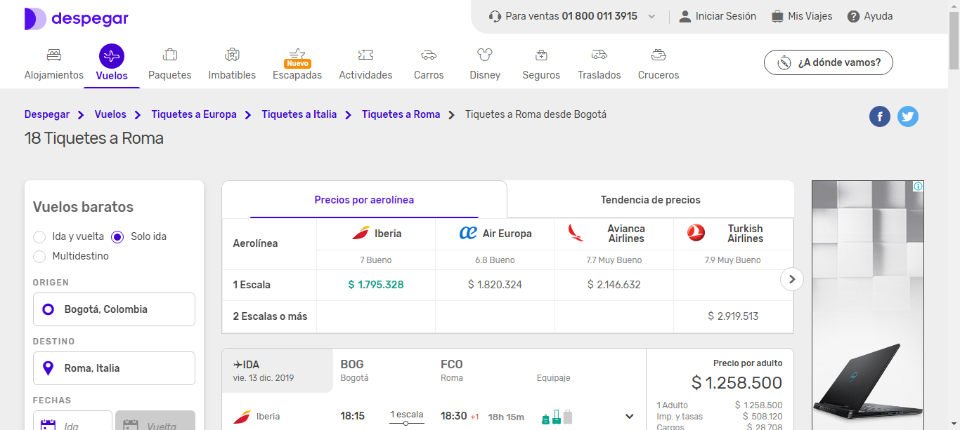 despegar
Para ventas 01 800 011 3915
Iniciar Sesión
Mis Viajes
Ayuda
Alojamientos
Vuelos
Paquetes
Imbatibles
Nuevo
Escapadas
Actividades
Carros
Disney
Seguros
Traslados
Cruceros
¿A dónde vamos?
Despegar > Vuelos > Tiquetes a Europa > Tiquetes a Italia > Tiquetes a Roma > Tiquetes a Roma desde Bogotá
18 Tiquetes a Roma
Vuelos baratos
Ida y vuelta Solo ida
Multidestino
ORIGEN
Bogotá, Colombia
DESTINO
Roma, Italia
FECHAS
Ida Vuelta
Precios por aerolínea Tendencia de precios
Aerolínea Iberia Air Europa Avianca Airlines Turkish Airlines
7 Bueno 6.8 Bueno 7.7 Muy Bueno 7.9 Muy Bueno
1 Escala $ 1.795.328 $ 1.820.324 $ 2.146.632
2 Escalas o más $ 2.919.513
IDA BOG FCO
vie. 13 dic. 2019 Bogotá Roma Equipaje
Iberia 18:15 1 escala 18:30 +1 18h 15m
Precio por adulto
$ 1.258.500
1 Adulto $ 1.258.500
Imp. y tasas $ 508.120
Cargos $ 28.708